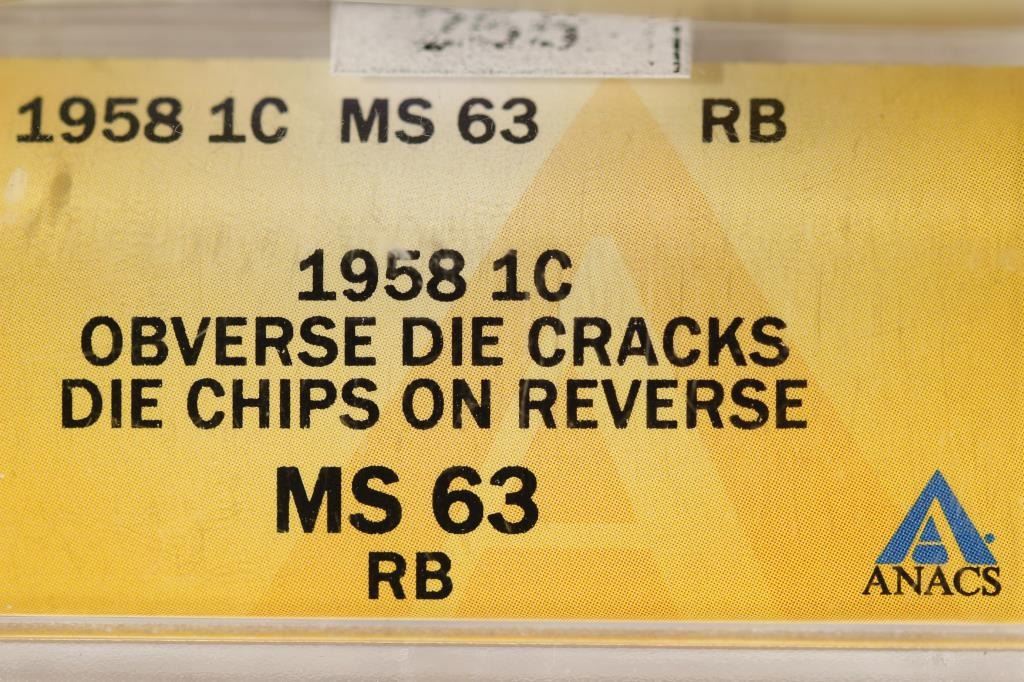 1958 1C MS 63 RB
1958 1C
OBVERSE DIE CRACKS
DIE CHIPS ON REVERSE
MS 63
RB
ANACS